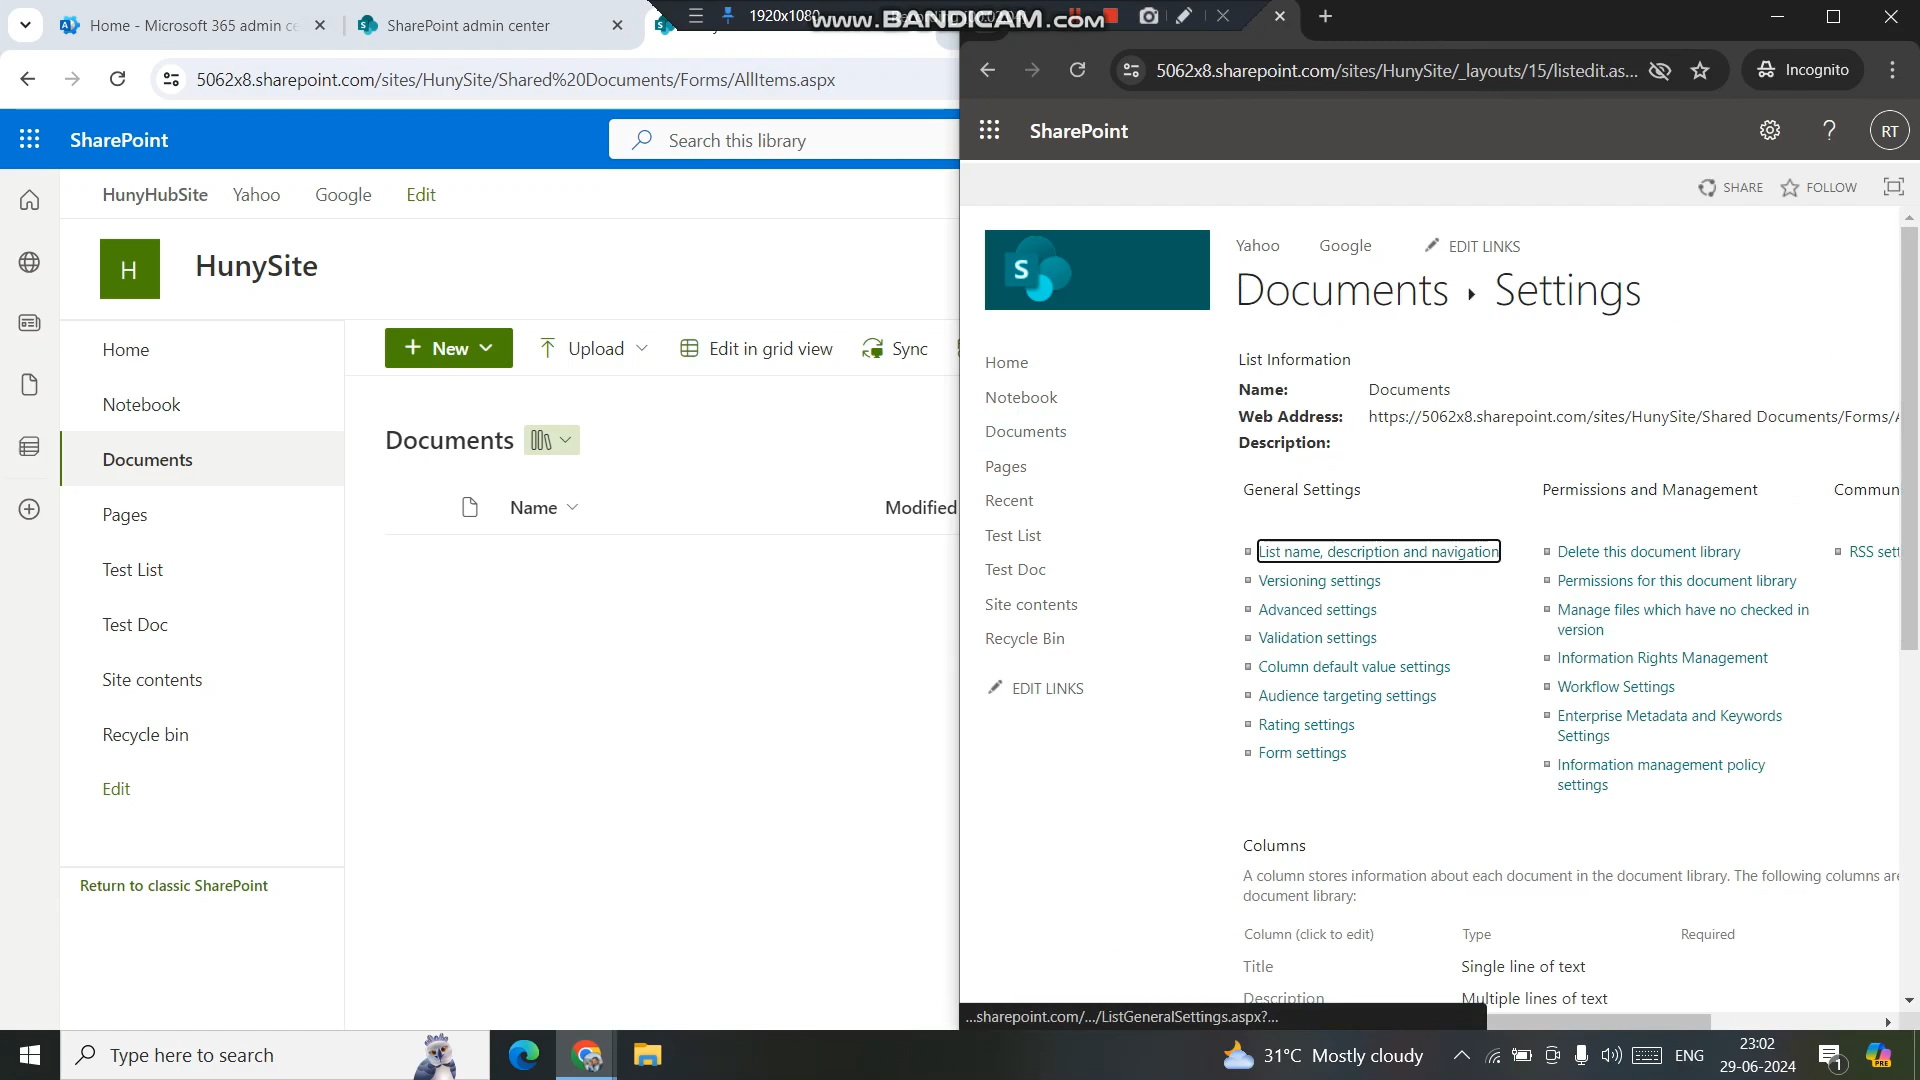 Home - Microsoft 365 admin ce
SharePoint admin center
1920x1080
www.BANDICAM.com
5062x8.sharepoint.com/sites/HunySite/Shared%20Documents/Forms/AllItems.aspx
SharePoint
Search this library
HunyHubSite
Yahoo
Google
Edit
H
HunySite
Home
Notebook
Documents
Pages
Test List
Test Doc
Site contents
Recycle bin
Edit
Return to classic SharePoint
New
Upload
Edit in grid view
Sync
Documents
Name
Modified
5062x8.sharepoint.com/sites/HunySite/_layouts/15/listedit.as...
Incognito
SharePoint
?
RT
SHARE
FOLLOW
S
Yahoo
Google
EDIT LINKS
Documents ▸ Settings
Home
Notebook
Documents
Pages
Recent
Test List
Test Doc
Site contents
Recycle Bin
EDIT LINKS
List Information
Name: Documents
Web Address: https://5062x8.sharepoint.com/sites/HunySite/Shared Documents/Forms/A
Description:
General Settings
List name, description and navigation
Versioning settings
Advanced settings
Validation settings
Column default value settings
Audience targeting settings
Rating settings
Form settings
Permissions and Management
Delete this document library
Permissions for this document library
Manage files which have no checked in
version
Information Rights Management
Workflow Settings
Enterprise Metadata and Keywords
Settings
Information management policy
settings
Commun
RSS sett
Columns
A column stores information about each document in the document library. The following columns are
document library:
Column (click to edit) Type Required
Title Single line of text
Description Multiple lines of text
...sharepoint.com/.../ListGeneralSettings.aspx?...
Type here to search
31°C Mostly cloudy
ENG
23:02
29-06-2024
1
PRE